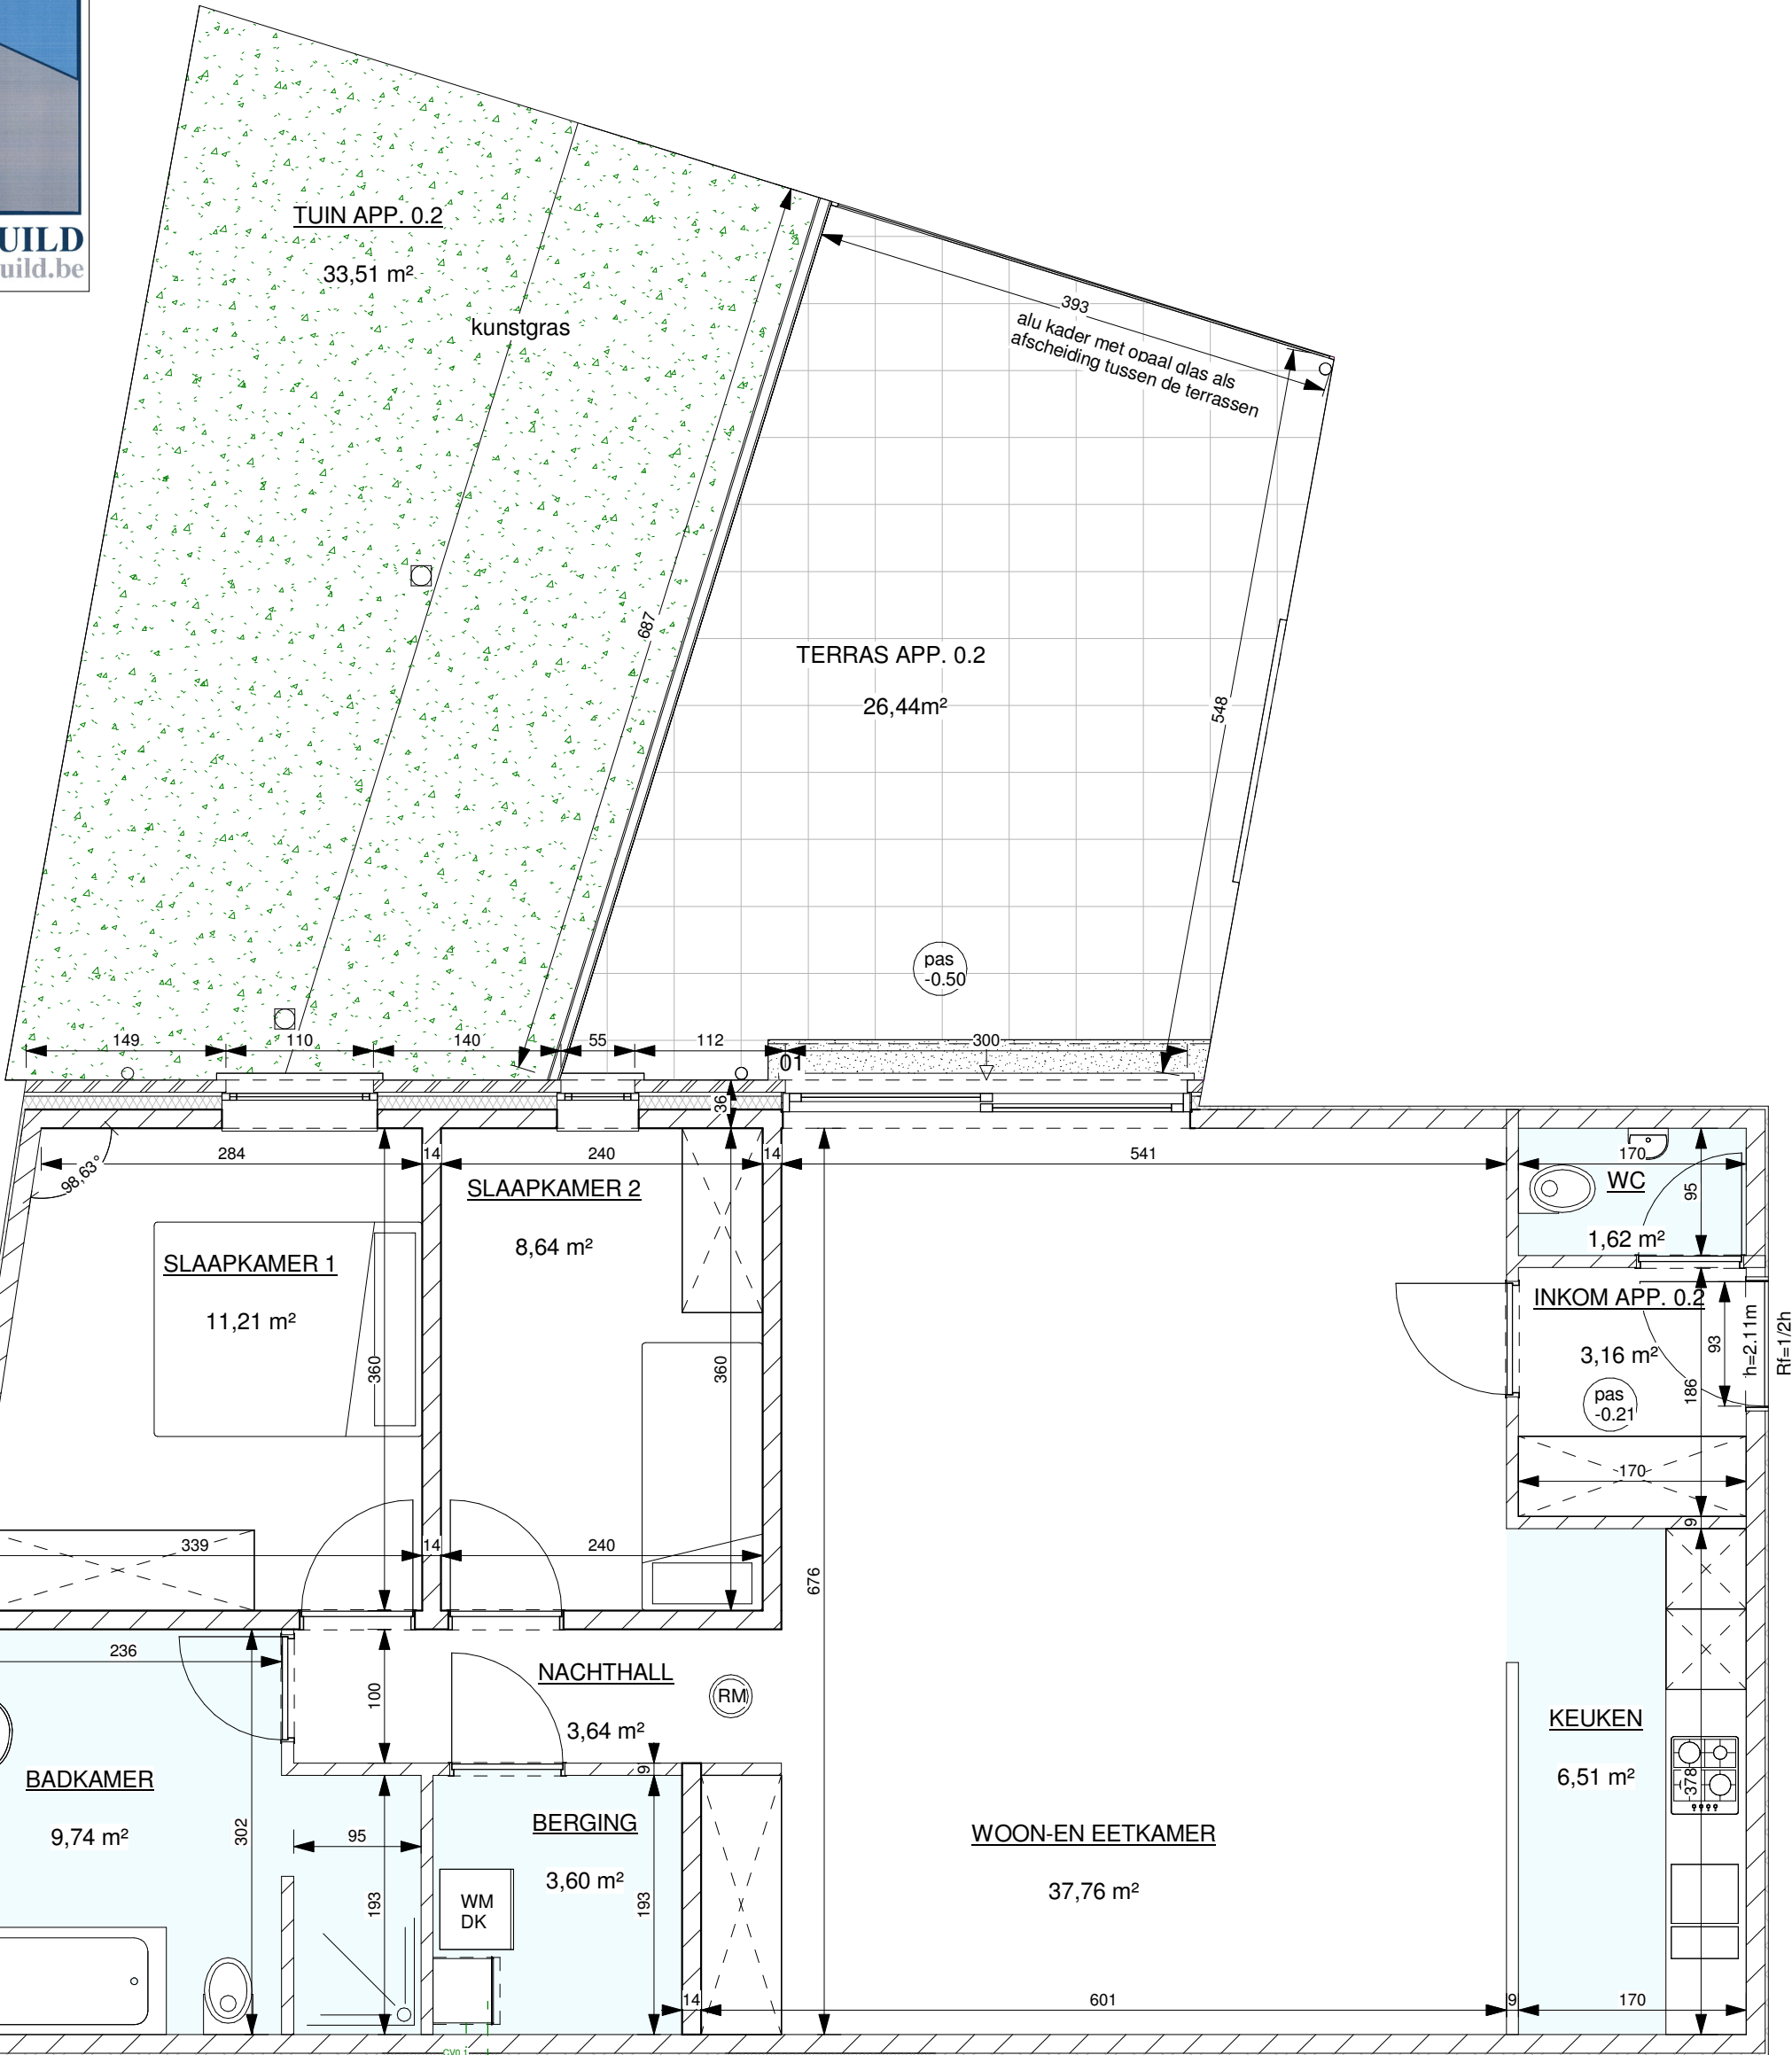 UILD
uild.be
TUIN APP. 0.2
33,51 m²
kunstgras
687
393
alu kader met opaal glas als
afscheiding tussen de terrassen
548
TERRAS APP. 0.2
26,44m²
pas
-0.50
149
110
140
55
112
300
01
36
284
14
240
14
541
170
98,63°
SLAAPKAMER 1
11,21 m²
360
SLAAPKAMER 2
8,64 m²
360
WC
95
1,62 m²
INKOM APP. 0.2
3,16 m²
93
h=2.11m
Rf=1/2h
186
pas
-0.21
170
9
339
14
240
676
236
100
NACHTHALL
3,64 m²
RM
9
KEUKEN
6,51 m²
378
BADKAMER
9,74 m²
302
95
193
BERGING
3,60 m²
193
WM
DK
WOON-EN EETKAMER
37,76 m²
14
601
9
170
CV0.1